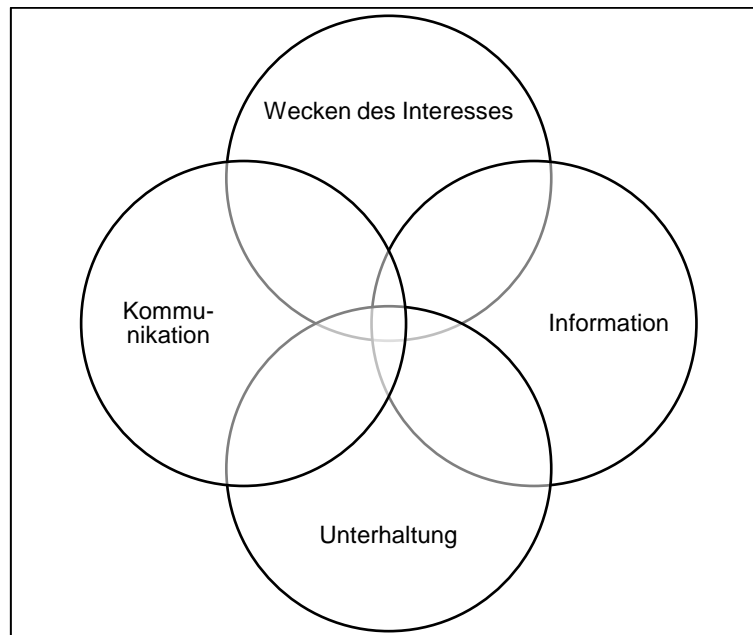 Wecken des Interesses
Kommu-
nikation
Information
Unterhaltung